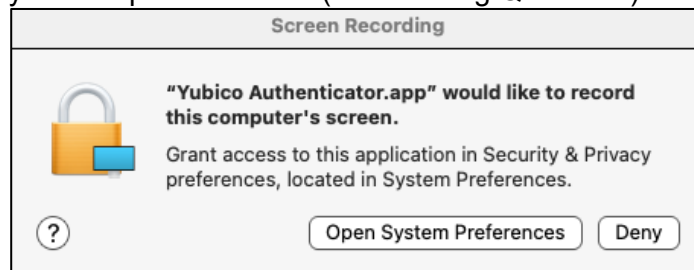 Screen Recording
"Yubico Authenticator.app" would like to record
this computer's screen.
Grant access to this application in Security & Privacy
preferences, located in System Preferences.
?
Open System Preferences
Deny